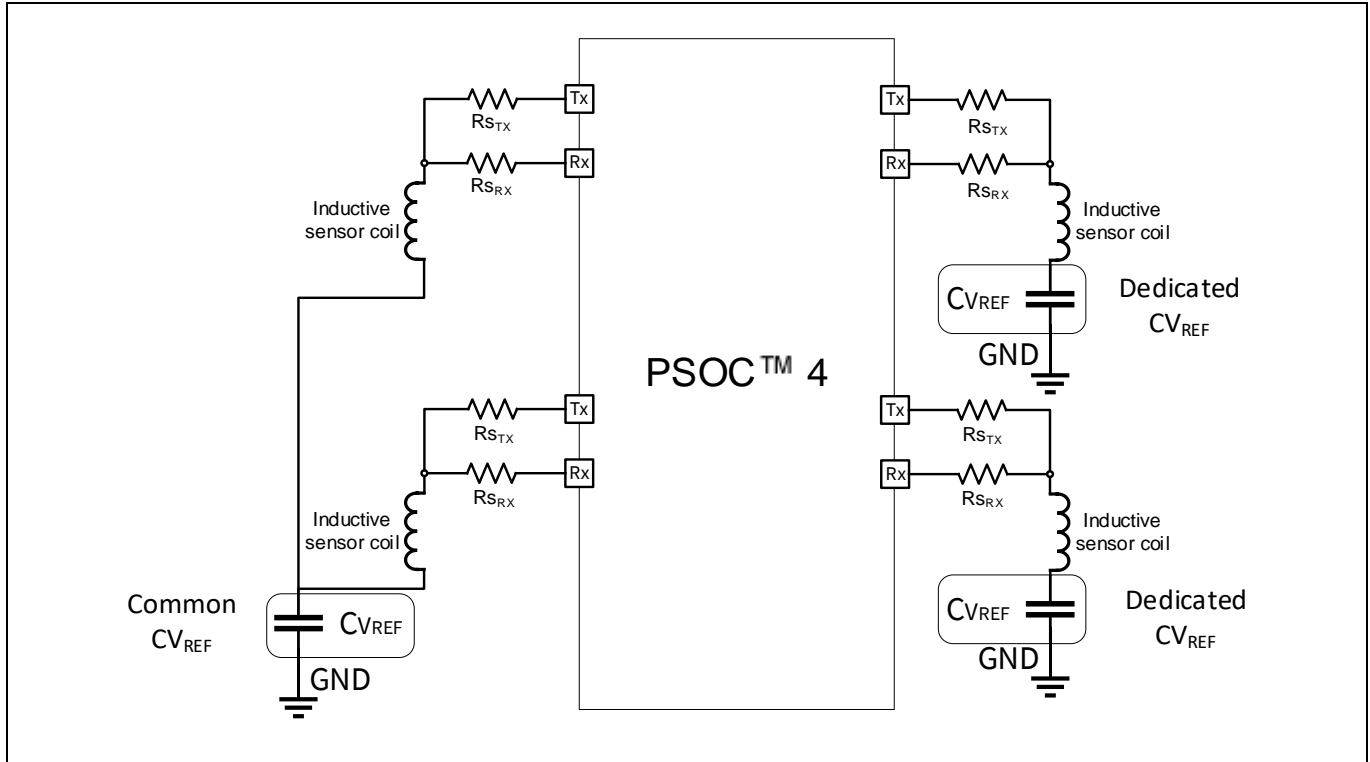 Tx
Rs_TX
Rx
Rs_RX
Inductive
sensor coil
Tx
Rs_TX
Rx
Rs_RX
Inductive
sensor coil
Common
CV_REF
CV_REF
GND
PSOC™ 4
Tx
Rs_TX
Rx
Rs_RX
Inductive
sensor coil
CV_REF
Dedicated
CV_REF
GND
Tx
Rs_TX
Rx
Rs_RX
Inductive
sensor coil
CV_REF
Dedicated
CV_REF
GND